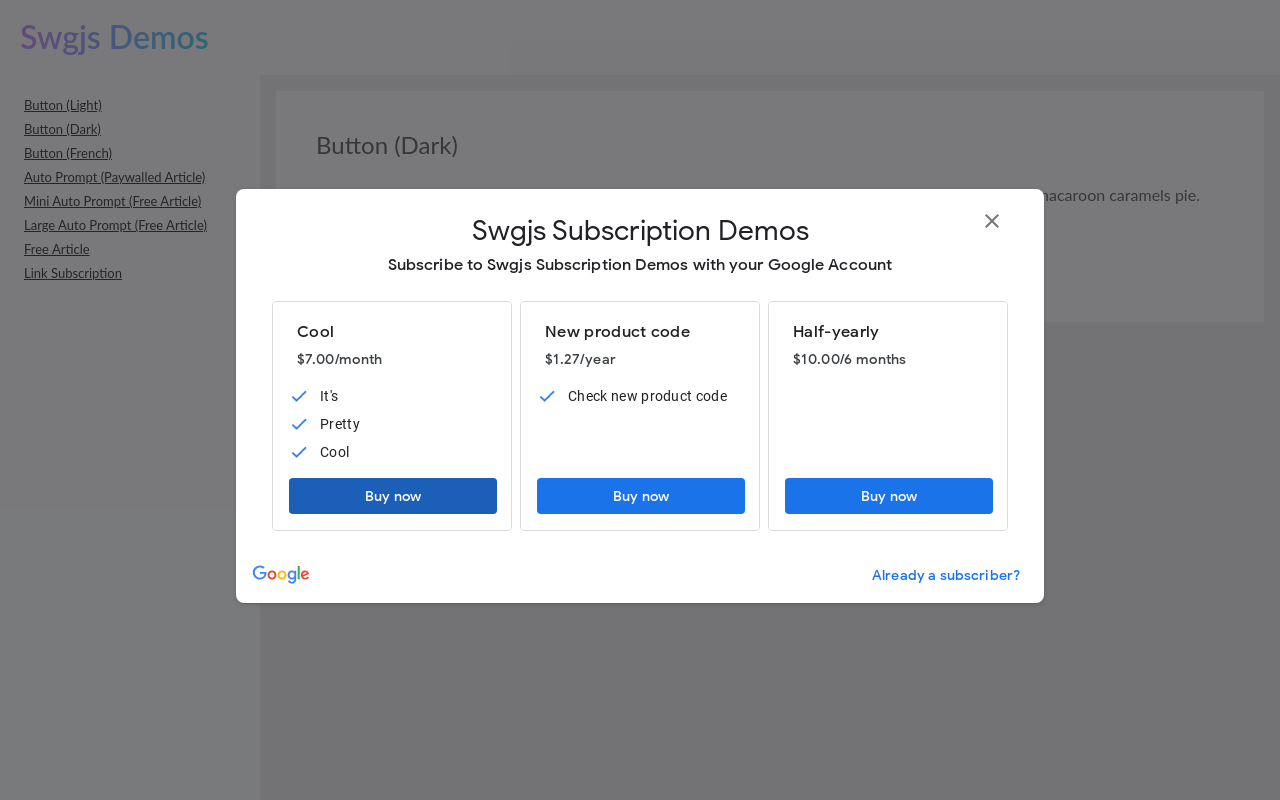 Swgjs Demos
Button (Light)
Button (Dark)
Button (French)
Auto Prompt (Paywalled Article)
Mini Auto Prompt (Free Article)
Large Auto Prompt (Free Article)
Free Article
Link Subscription
Button (Dark)
macaroon caramels pie.
Swgjs Subscription Demos
Subscribe to Swgjs Subscription Demos with your Google Account
Cool
$7.00/month
It's
Pretty
Cool
Buy now
New product code
$1.27/year
Check new product code
Buy now
Half-yearly
$10.00/6 months
Buy now
Google
Already a subscriber?